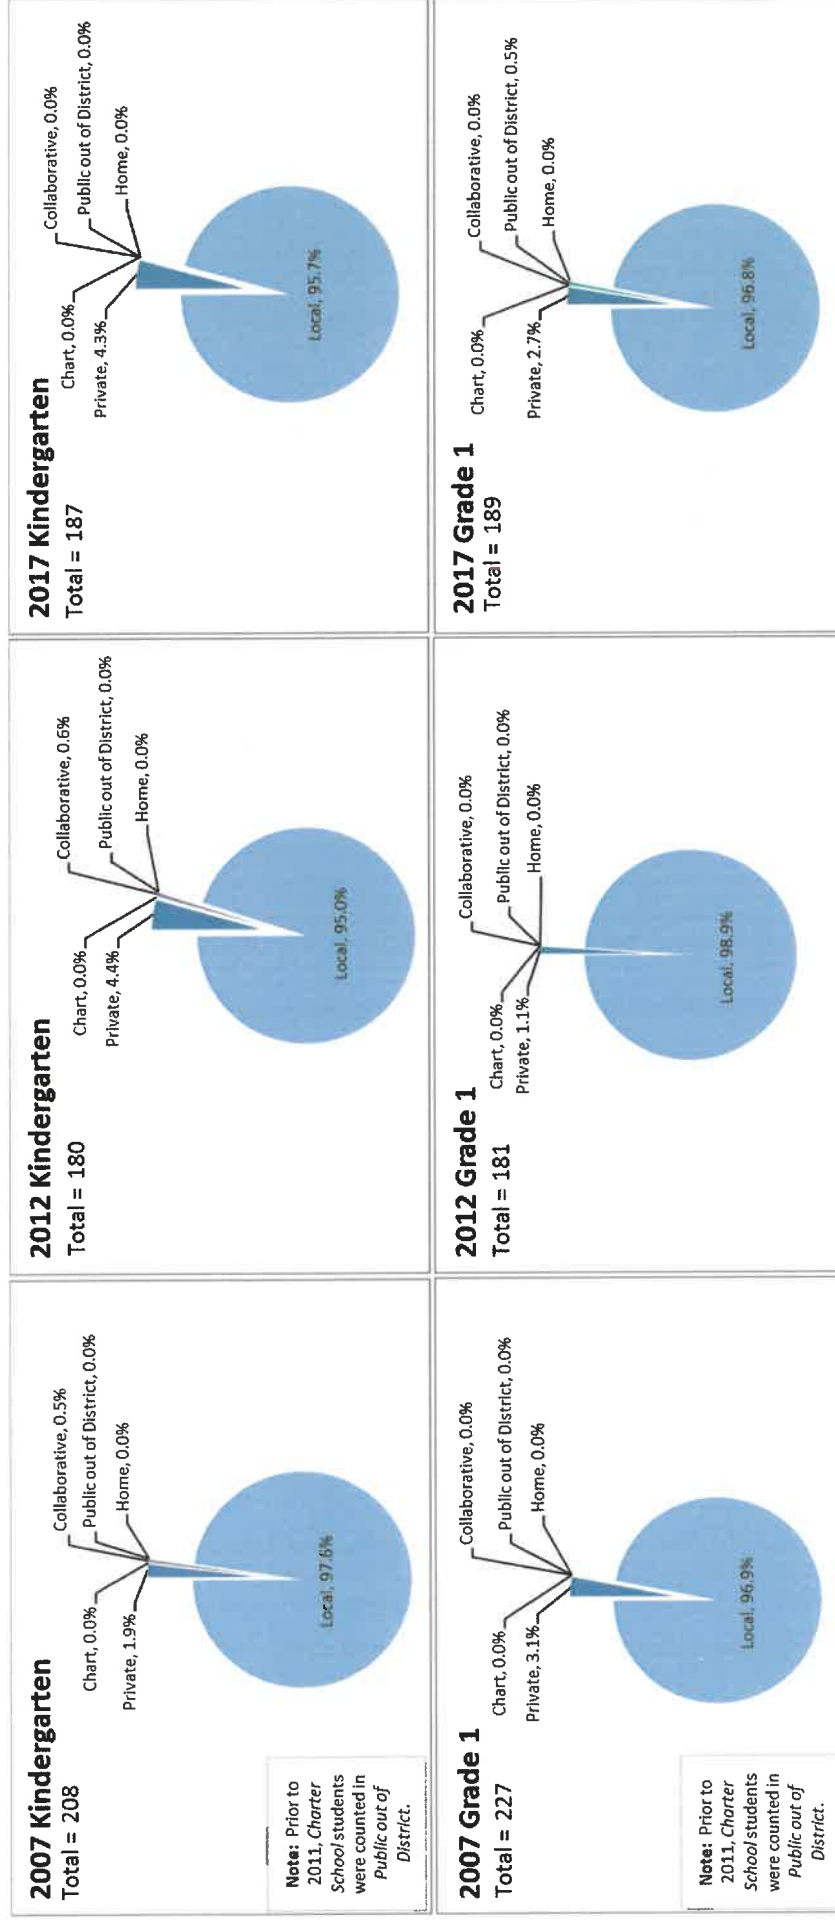 2007 Kindergarten
Total = 208
Chart, 0.0%
Private, 1.9%
Collaborative, 0.5%
Public out of District, 0.0%
Home, 0.0%
Local, 97.6%
Note: Prior to
2011, Charter
School students
were counted in
Public out of
District.
2012 Kindergarten
Total = 180
Chart, 0.0%
Private, 4.4%
Collaborative, 0.6%
Public out of District, 0.0%
Home, 0.0%
Local, 95.0%
2017 Kindergarten
Total = 187
Chart, 0.0%
Private, 4.3%
Collaborative, 0.0%
Public out of District, 0.0%
Home, 0.0%
Local, 95.7%
2007 Grade 1
Total = 227
Chart, 0.0%
Private, 3.1%
Collaborative, 0.0%
Public out of District, 0.0%
Home, 0.0%
Local, 96.9%
Note: Prior to
2011, Charter
School students
were counted in
Public out of
District.
2012 Grade 1
Total = 181
Chart, 0.0%
Private, 1.1%
Collaborative, 0.0%
Public out of District, 0.0%
Home, 0.0%
Local, 98.9%
2017 Grade 1
Total = 189
Chart, 0.0%
Private, 2.7%
Collaborative, 0.0%
Public out of District, 0.5%
Home, 0.0%
Local, 96.8%